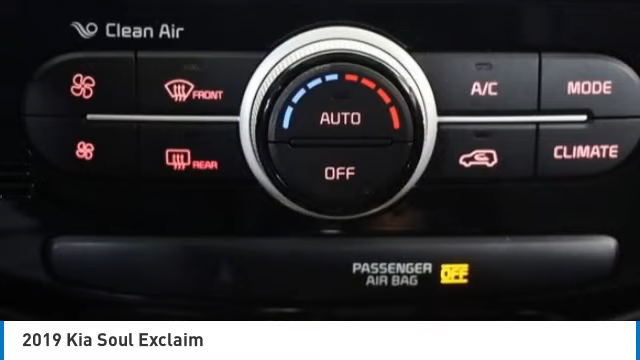 Clean Air
FRONT
AUTO
A/C
MODE
REAR
OFF
CLIMATE
PASSENGER
AIR BAG
OFF
2019 Kia Soul Exclaim